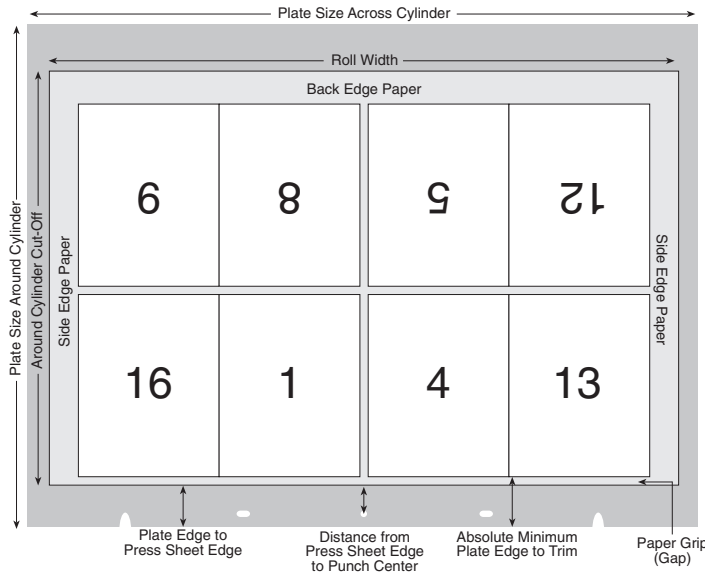 Plate Size Across Cylinder
Roll Width
Back Edge Paper
Plate Size Around Cylinder
Around Cylinder Cut-Off
Side Edge Paper
9 8 5 12
Side Edge Paper
16 1 4 13
Plate Edge to
Press Sheet Edge
Distance from
Press Sheet Edge
to Punch Center
Absolute Minimum
Plate Edge to Trim
Paper Grip
(Gap)